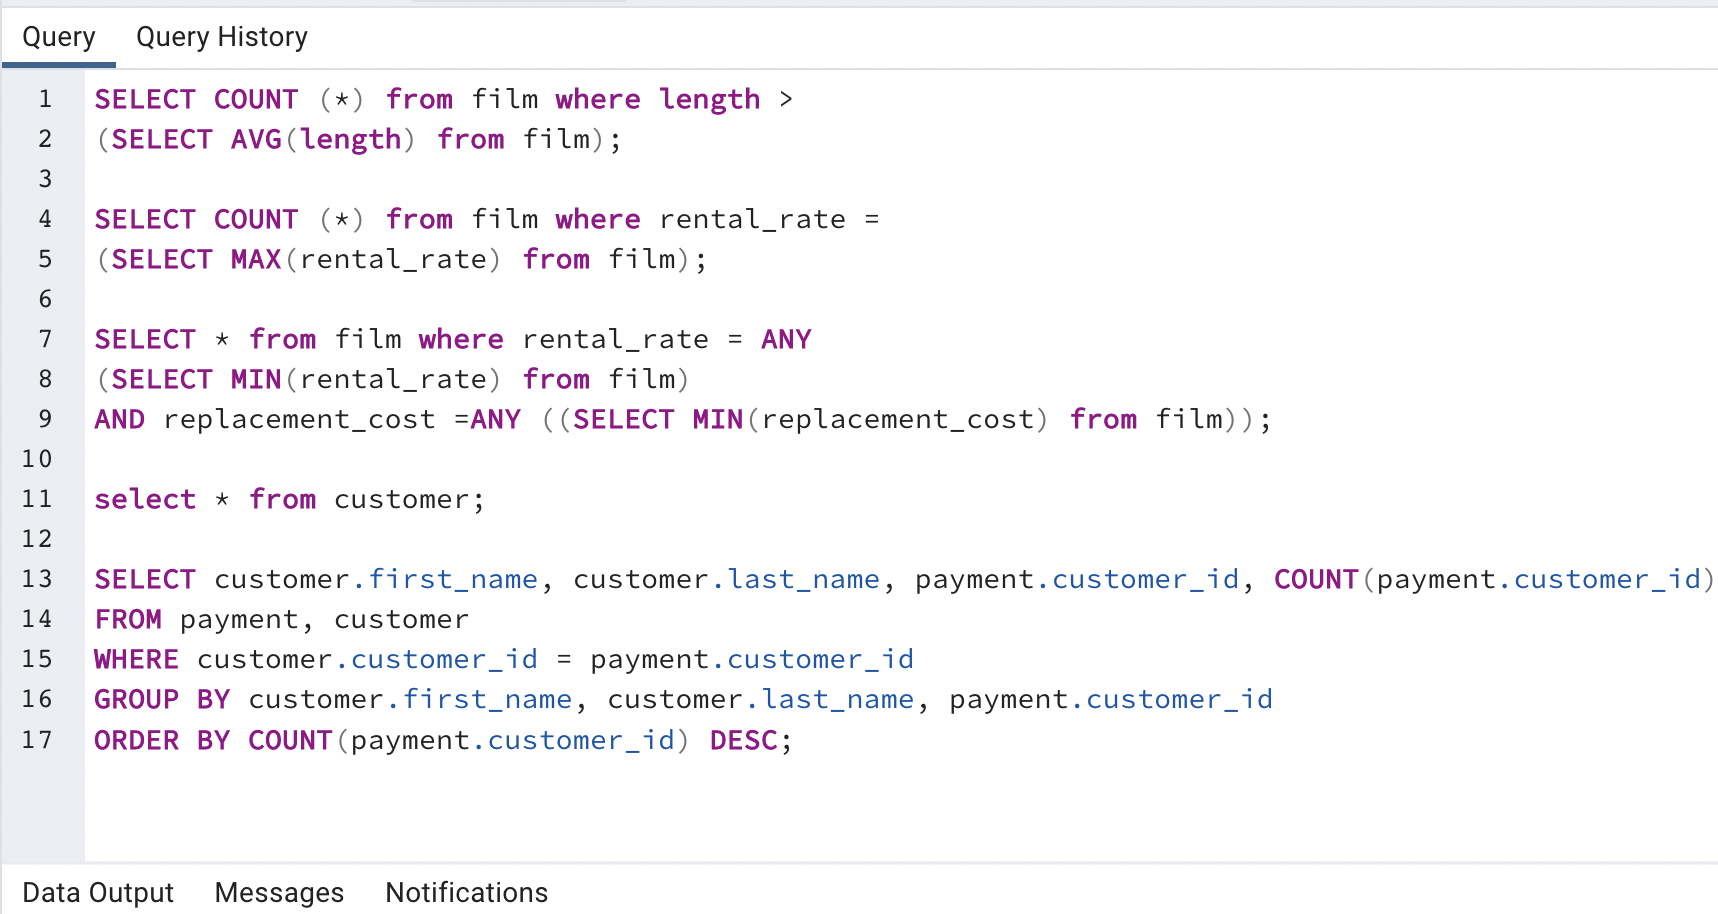 Query Query History
1 SELECT COUNT (*) from film where length >
2 (SELECT AVG(length) from film);
3
4 SELECT COUNT (*) from film where rental_rate =
5 (SELECT MAX(rental_rate) from film);
6
7 SELECT * from film where rental_rate = ANY
8 (SELECT MIN(rental_rate) from film)
9 AND replacement_cost =ANY ((SELECT MIN(replacement_cost) from film));
10
11 select * from customer;
12
13 SELECT customer.first_name, customer.last_name, payment.customer_id, COUNT(payment.customer_id)
14 FROM payment, customer
15 WHERE customer.customer_id = payment.customer_id
16 GROUP BY customer.first_name, customer.last_name, payment.customer_id
17 ORDER BY COUNT(payment.customer_id) DESC;
Data Output Messages Notifications